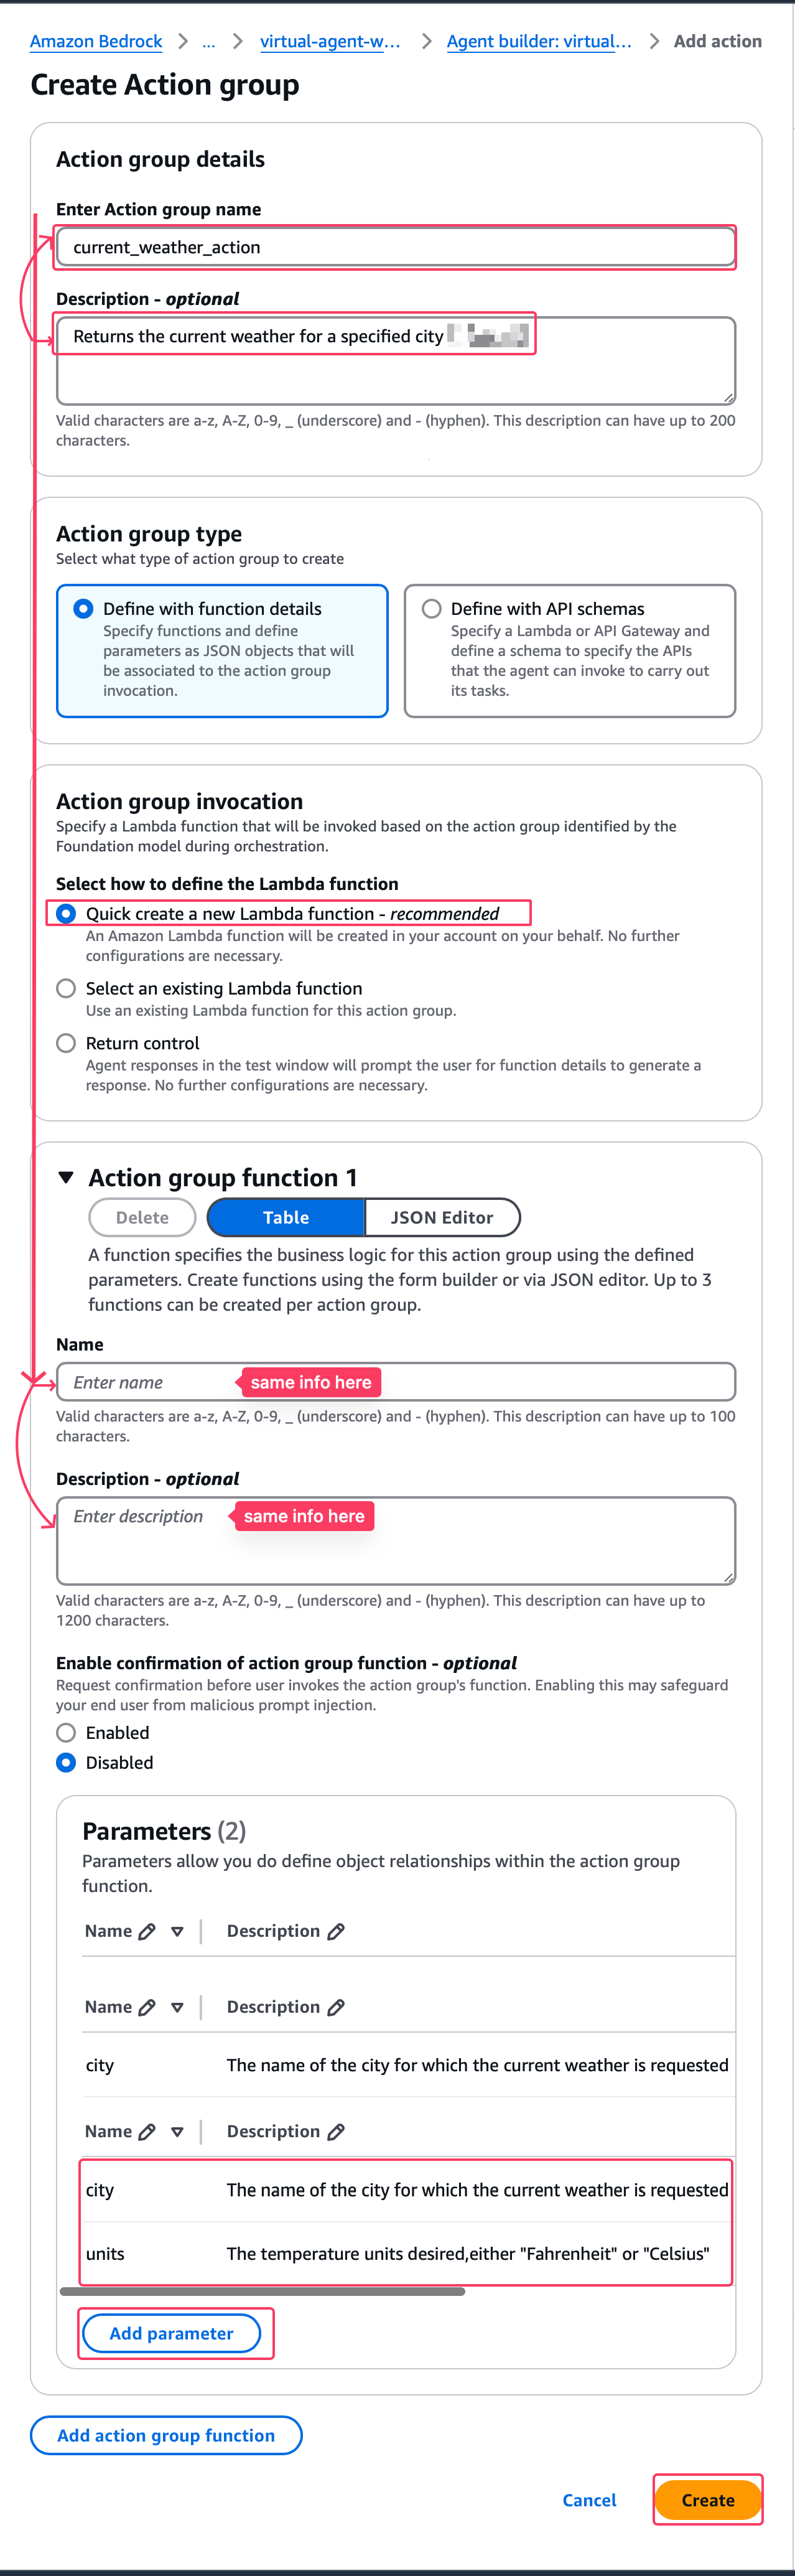 Amazon Bedrock > ... > virtual-agent-w... > Agent builder: virtual... > Add action
Create Action group
Action group details
Enter Action group name
current_weather_action
Description - optional
Returns the current weather for a specified city
Valid characters are a-z, A-Z, 0-9, _ (underscore) and - (hyphen). This description can have up to 200
characters.
Action group type
Select what type of action group to create
Define with function details
Specify functions and define
parameters as JSON objects that will
be associated to the action group
invocation.
Define with API schemas
Specify a Lambda or API Gateway and
define a schema to specify the APIs
that the agent can invoke to carry out
its tasks.
Action group invocation
Specify a Lambda function that will be invoked based on the action group identified by the
Foundation model during orchestration.
Select how to define the Lambda function
Quick create a new Lambda function - recommended
An Amazon Lambda function will be created in your account on your behalf. No further
configurations are necessary.
Select an existing Lambda function
Use an existing Lambda function for this action group.
Return control
Agent responses in the test window will prompt the user for function details to generate a
response. No further configurations are necessary.
Action group function 1
Delete Table JSON Editor
A function specifies the business logic for this action group using the defined
parameters. Create functions using the form builder or via JSON editor. Up to 3
functions can be created per action group.
Name
Enter name same info here
Valid characters are a-z, A-Z, 0-9, _ (underscore) and - (hyphen). This description can have up to 100
characters.
Description - optional
Enter description same info here
Valid characters are a-z, A-Z, 0-9, _ (underscore) and - (hyphen). This description can have up to
1200 characters.
Enable confirmation of action group function - optional
Request confirmation before user invokes the action group's function. Enabling this may safeguard
your end user from malicious prompt injection.
Enabled
Disabled
Parameters (2)
Parameters allow you do define object relationships within the action group
function.
Name Description
Name Description
city The name of the city for which the current weather is requested
Name Description
city The name of the city for which the current weather is requested
units The temperature units desired,either "Fahrenheit" or "Celsius"
Add parameter
Add action group function
Cancel Create